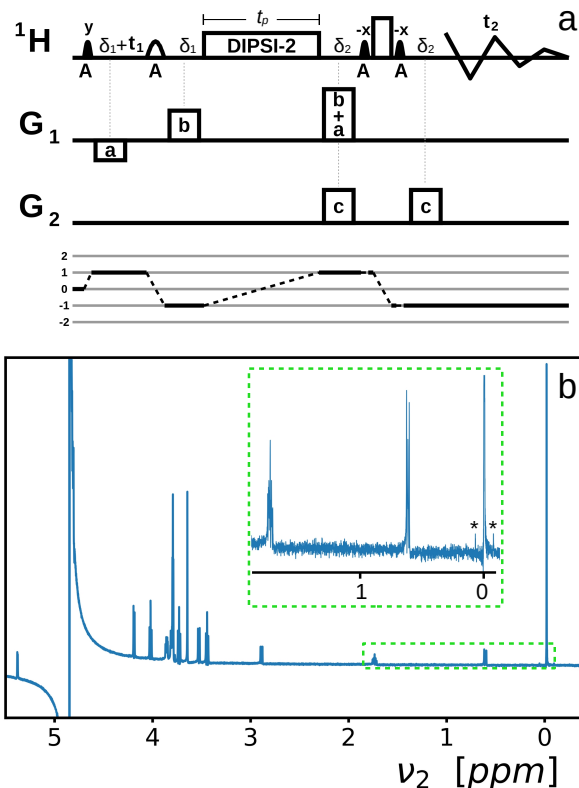 a
t_p
y
-x
-x
¹H
δ₁+t₁
δ₁
DIPSI-2
δ₂
δ₂
t₂
A
A
A
A
G₁
a
b
b
+
a
G₂
c
c
2
1
0
-1
-2
b
*
*
1
0
5
4
3
2
1
0
ν₂ [ppm]